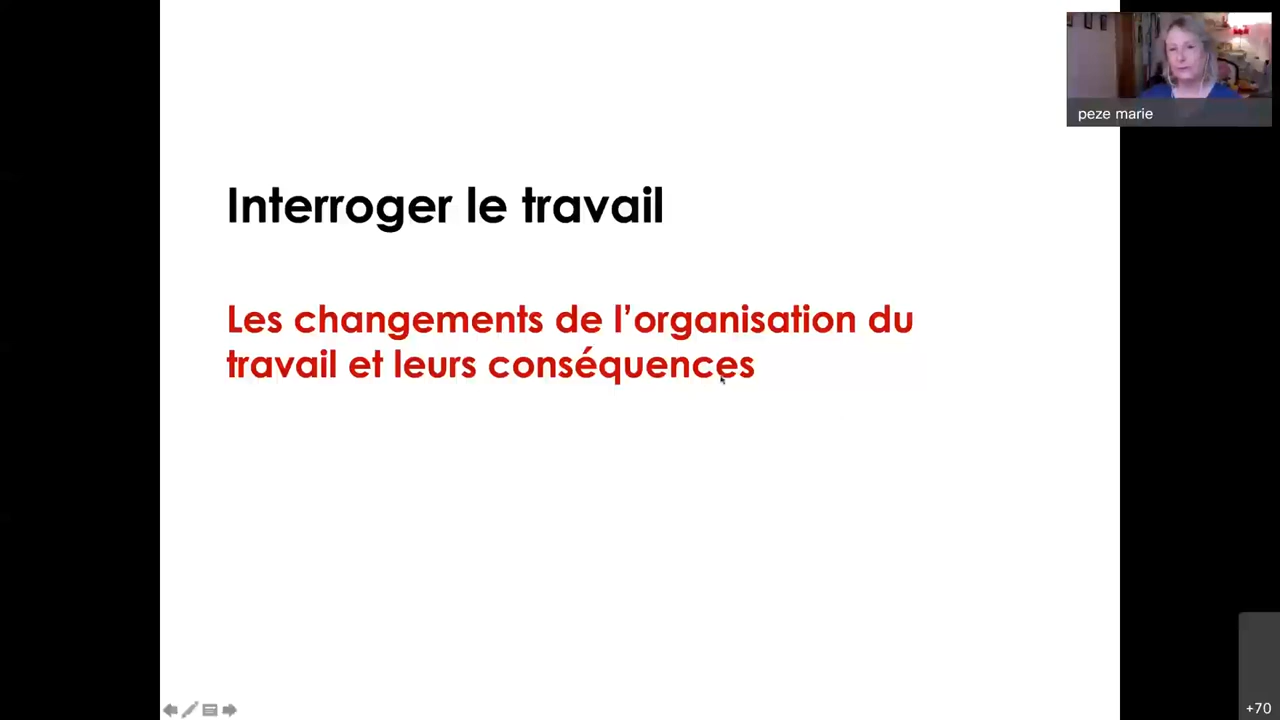 peze marie
Interroger le travail
Les changements de l’organisation du
travail et leurs conséquences
+70